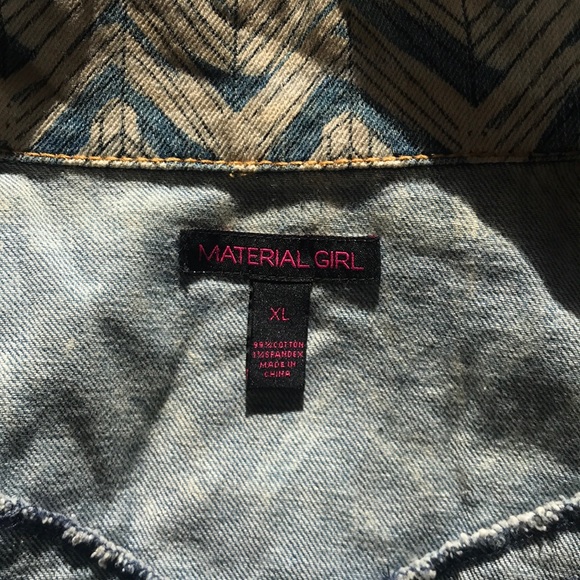 MATERIAL GIRL
XL
99% COTTON
1% SPANDEX
MADE IN
CHINA